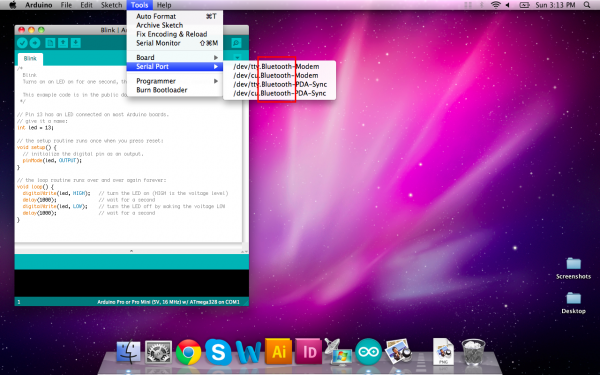 Arduino File Edit Sketch Tools Help Sun 3:13 PM
Auto Format ⌘T
Archive Sketch
Fix Encoding & Reload
Serial Monitor ⇧⌘M
Board
Serial Port
Programmer
Burn Bootloader
/dev/tty.Bluetooth-Modem
/dev/cu.Bluetooth-Modem
/dev/tty.Bluetooth-PDA-Sync
/dev/cu.Bluetooth-PDA-Sync
Blink
/*
Blink
Turns on an LED on for one second, th
This example code is in the public do
*/
// Pin 13 has an LED connected on most Arduino boards.
// give it a name:
int led = 13;
// the setup routine runs once when you press reset:
void setup() {
// initialize the digital pin as an output.
pinMode(led, OUTPUT);
}
// the loop routine runs over and over again forever:
void loop() {
digitalWrite(led, HIGH); // turn the LED on (HIGH is the voltage level)
delay(1000); // wait for a second
digitalWrite(led, LOW); // turn the LED off by making the voltage LOW
delay(1000); // wait for a second
}
1 Arduino Pro or Pro Mini (5V, 16 MHz) w/ ATmega328 on COM1
Screenshots
Desktop
Ai
Id
PNG